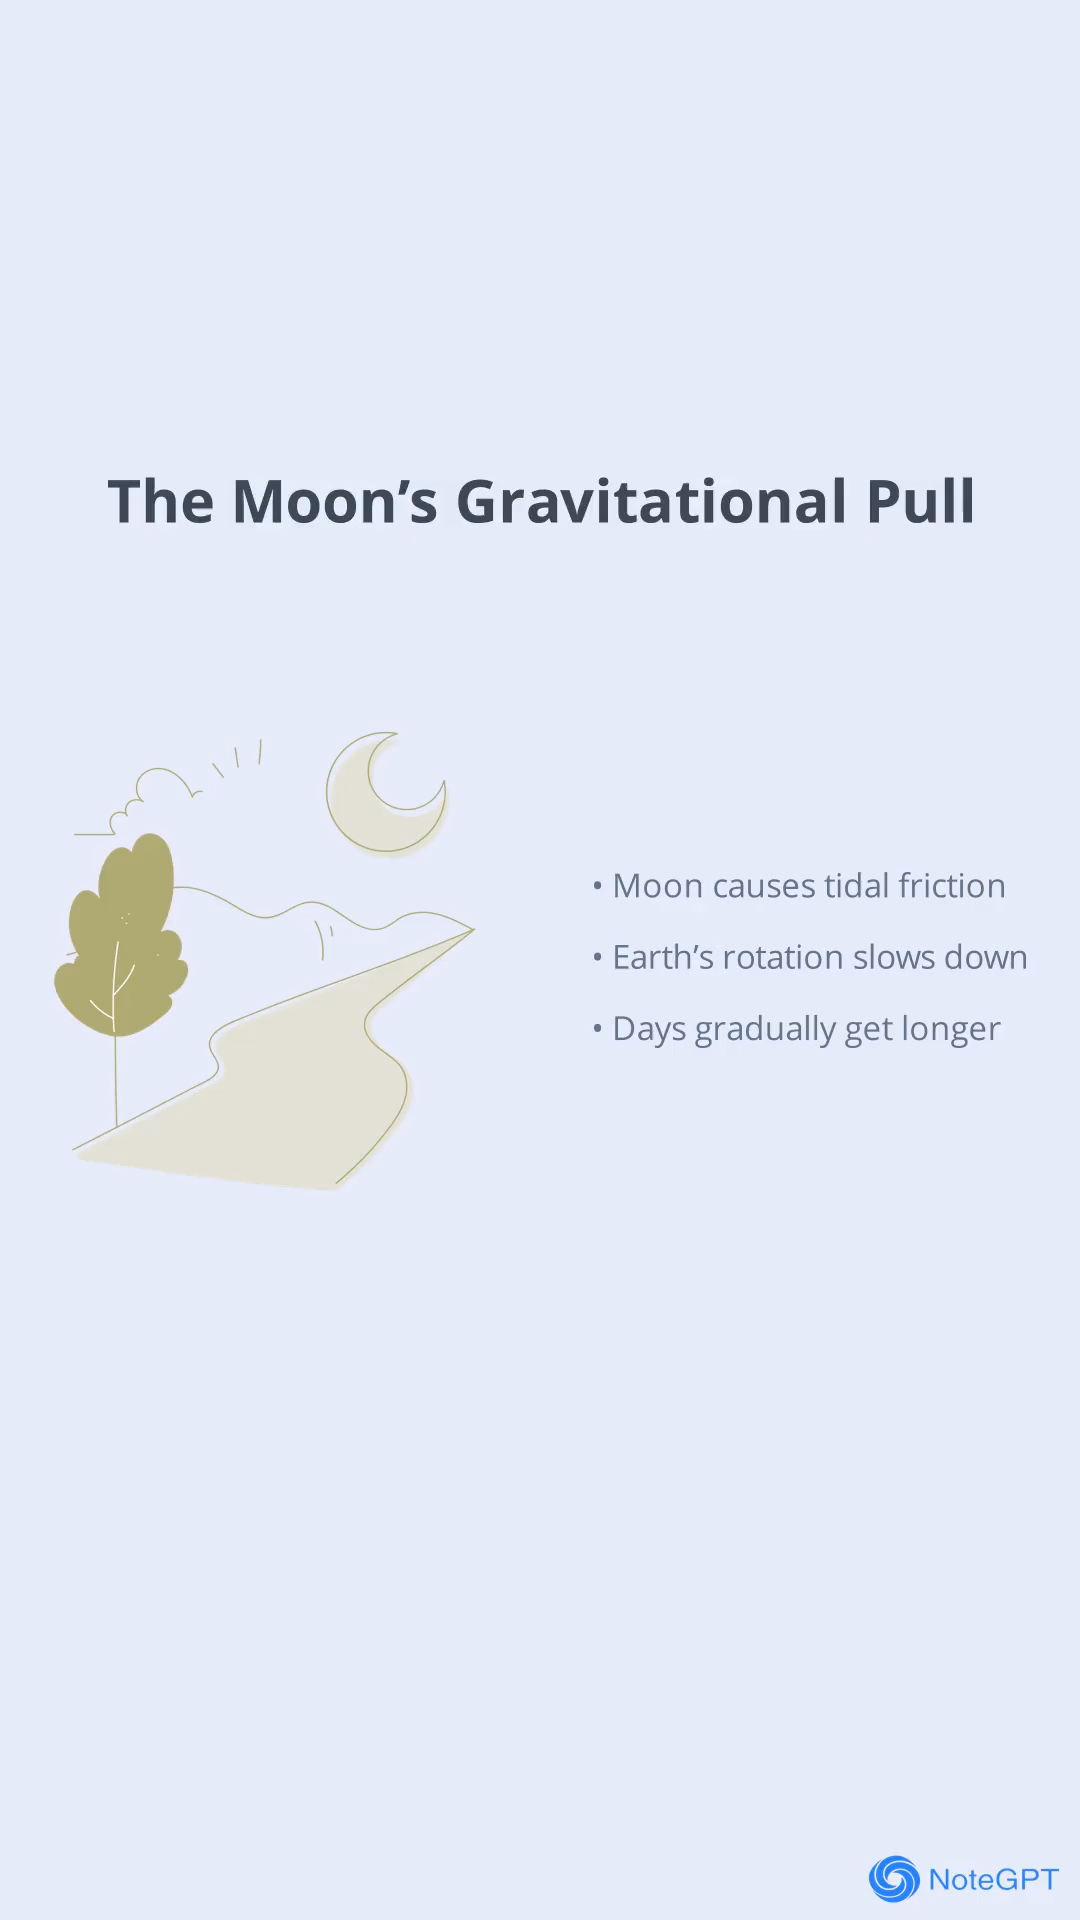 The Moon’s Gravitational Pull
• Moon causes tidal friction
• Earth’s rotation slows down
• Days gradually get longer
NoteGPT